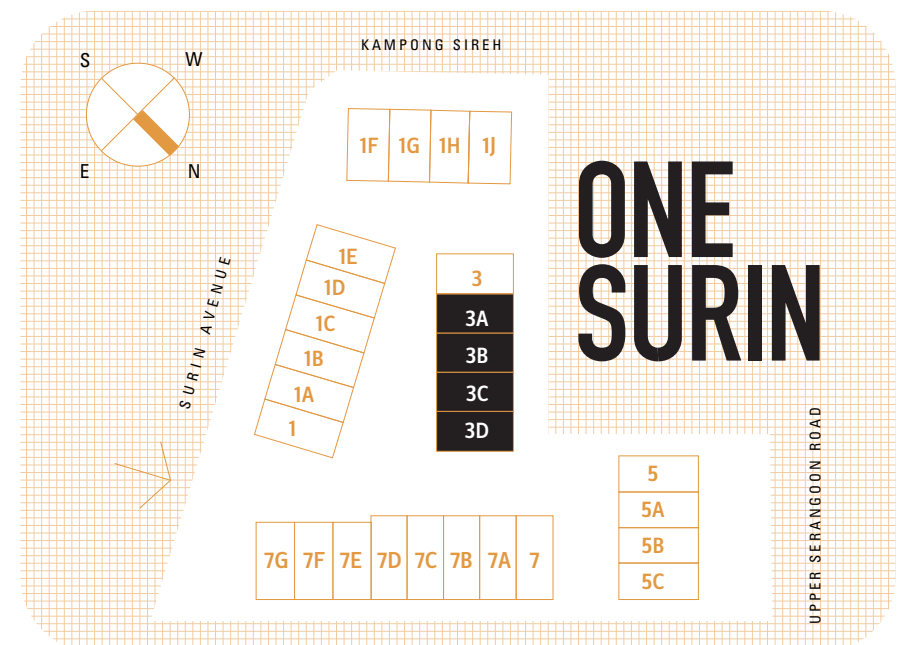 KAMPONG SIREH
S
W
E
N
1F 1G 1H 1J
ONE
SURIN
SURIN AVENUE
1E
1D
1C
1B
1A
1
3
3A
3B
3C
3D
5
5A
5B
5C
UPPER SERANGOON ROAD
7G 7F 7E 7D 7C 7B 7A 7